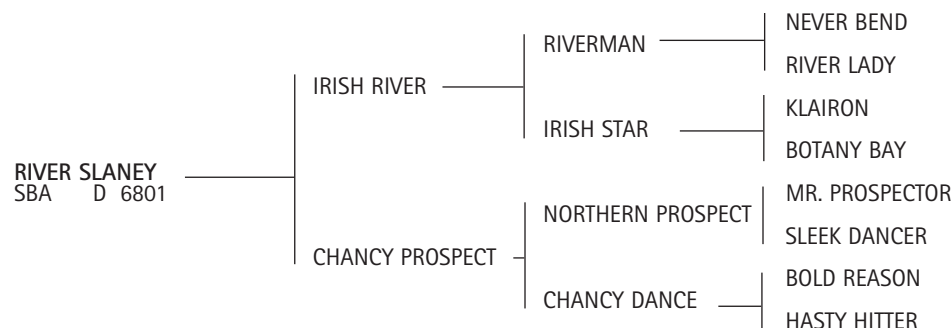 NEVER BEND
RIVERMAN
RIVER LADY
IRISH RIVER
KLAIRON
IRISH STAR
BOTANY BAY
RIVER SLANEY
SBA D 6801
MR. PROSPECTOR
NORTHERN PROSPECT
SLEEK DANCER
CHANCY PROSPECT
BOLD REASON
CHANCY DANCE
HASTY HITTER